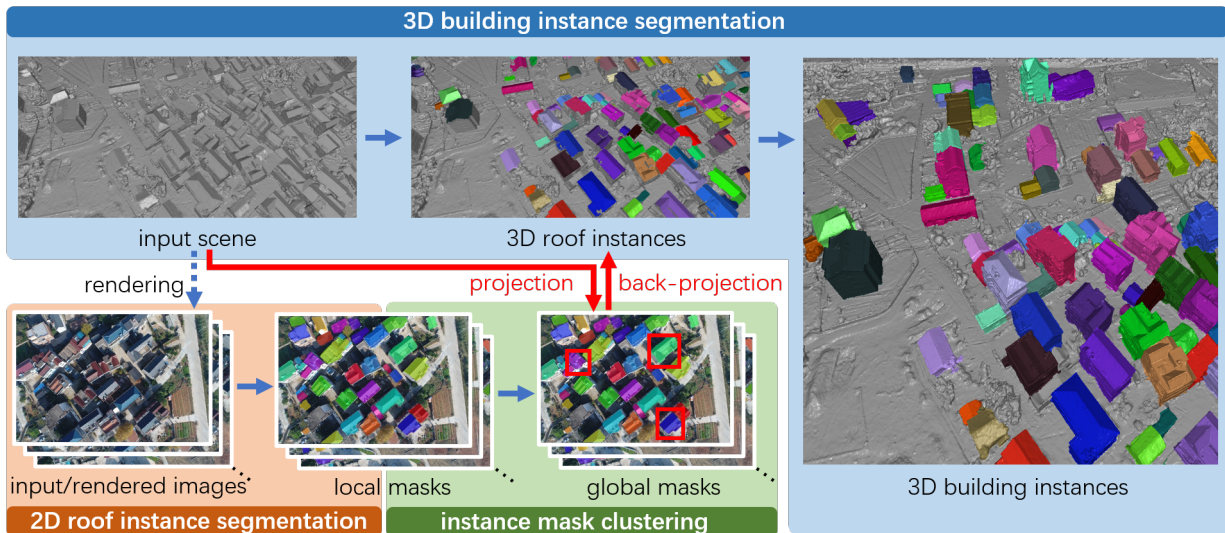 3D building instance segmentation
input scene
3D roof instances
rendering
projection
back-projection
input/rendered images
local masks
global masks
3D building instances
2D roof instance segmentation
instance mask clustering